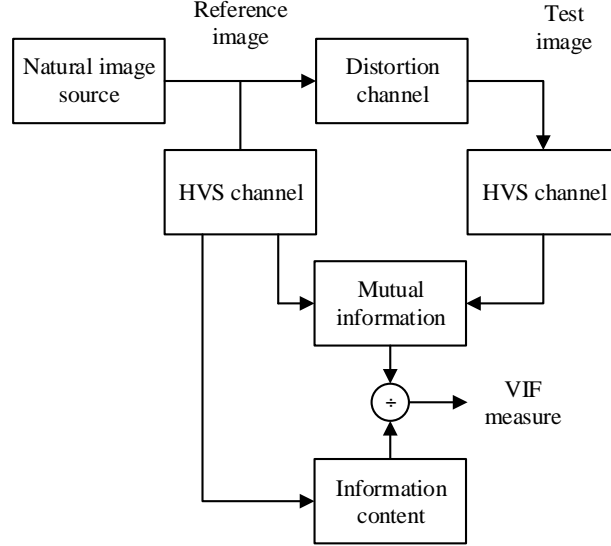 Reference
image
Test
image
Natural image
source
Distortion
channel
HVS channel
HVS channel
Mutual
information
÷
VIF
measure
Information
content